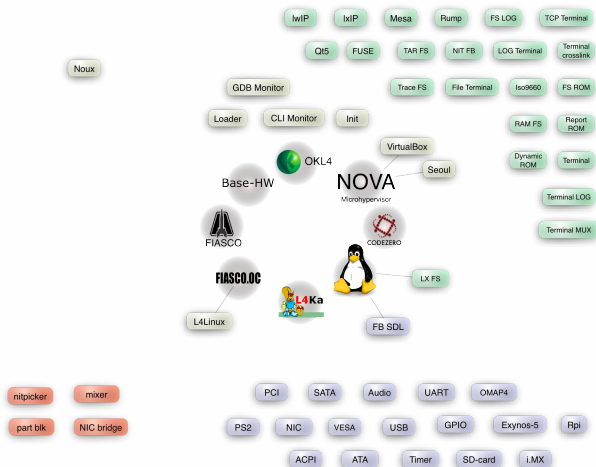 lwIP
lxIP
Mesa
Rump
FS LOG
TCP Terminal
Qt5
FUSE
TAR FS
NIT FB
LOG Terminal
Terminal
crosslink
Noux
GDB Monitor
Trace FS
File Terminal
Iso9660
FS ROM
Loader
CLI Monitor
Init
RAM FS
Report
ROM
VirtualBox
OKL4
Dynamic
ROM
Terminal
Seoul
Base-HW
NOVA
Microhypervisor
Terminal LOG
FIASCO
CODEZERO
Terminal MUX
FIASCO.OC
LX FS
L4Ka
L4Linux
FB SDL
nitpicker
mixer
PCI
SATA
Audio
UART
OMAP4
part blk
NIC bridge
PS2
NIC
VESA
USB
GPIO
Exynos-5
Rpi
ACPI
ATA
Timer
SD-card
i.MX